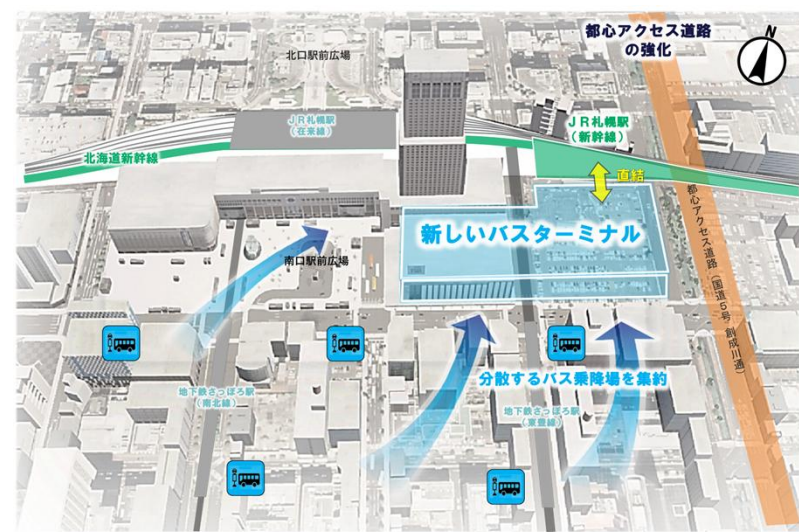 都心アクセス道路
の強化
N
北口駅前広場
JR札幌駅
(在来線)
JR札幌駅
(新幹線)
北海道新幹線
直結
新しいバスターミナル
南口駅前広場
都心アクセス道路(国道5号 創成川通)
分散するバス乗降場を集約
地下鉄さっぽろ駅
(南北線)
地下鉄さっぽろ駅
(東豊線)